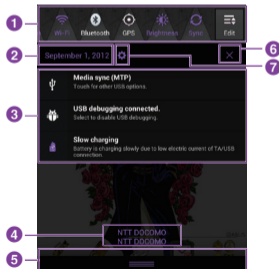 1
Wi-Fi Bluetooth GPS Brightness Sync Edit
2 September 1, 2012 6
7
Media sync (MTP)
Touch for other USB options.
3
USB debugging connected.
Select to disable USB debugging.
Slow charging
Battery is charging slowly due to low electric current of TA/USB
connection.
4
NTT DOCOMO
NTT DOCOMO
5